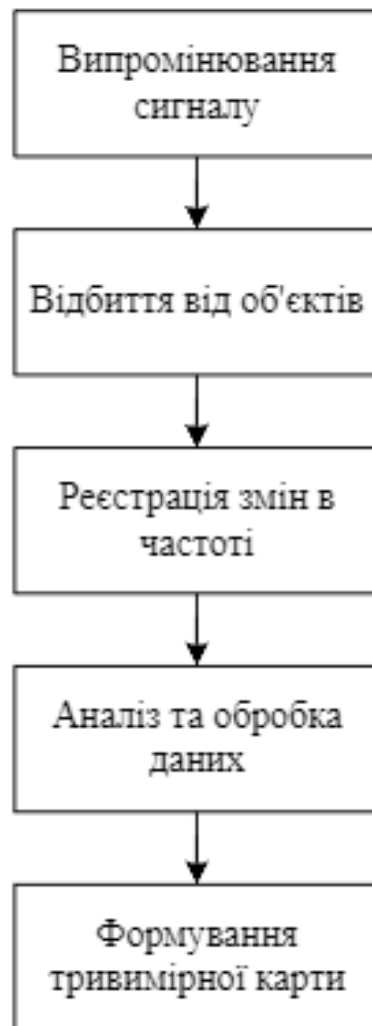 Випромінювання
сигналу
Відбиття від об'єктів
Реєстрація змін в
частоті
Аналіз та обробка
даних
Формування
тривимірної карти